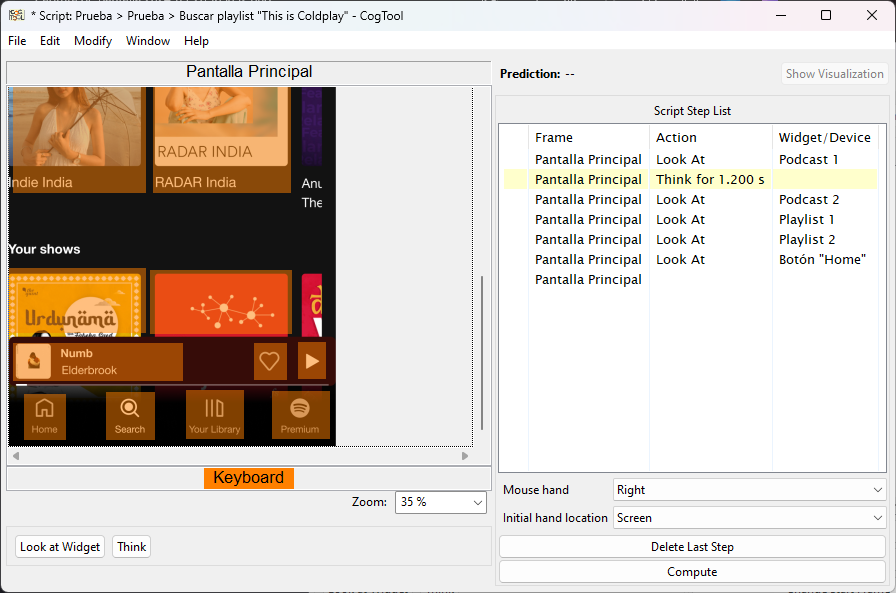 * Script: Prueba > Prueba > Buscar playlist "This is Coldplay" - CogTool
File Edit Modify Window Help
Pantalla Principal
RADAR INDIA
Indie India
RADAR India
Anu
The
Your shows
Urdunämä
Numb
Elderbrook
Home
Search
Your Library
Premium
Keyboard
Zoom: 35 %
Look at Widget
Think
Prediction: --
Show Visualization
Script Step List
Frame Action Widget/Device
Pantalla Principal Look At Podcast 1
Pantalla Principal Think for 1.200 s
Pantalla Principal Look At Podcast 2
Pantalla Principal Look At Playlist 1
Pantalla Principal Look At Playlist 2
Pantalla Principal Look At Botón "Home"
Pantalla Principal
Mouse hand Right
Initial hand location Screen
Delete Last Step
Compute